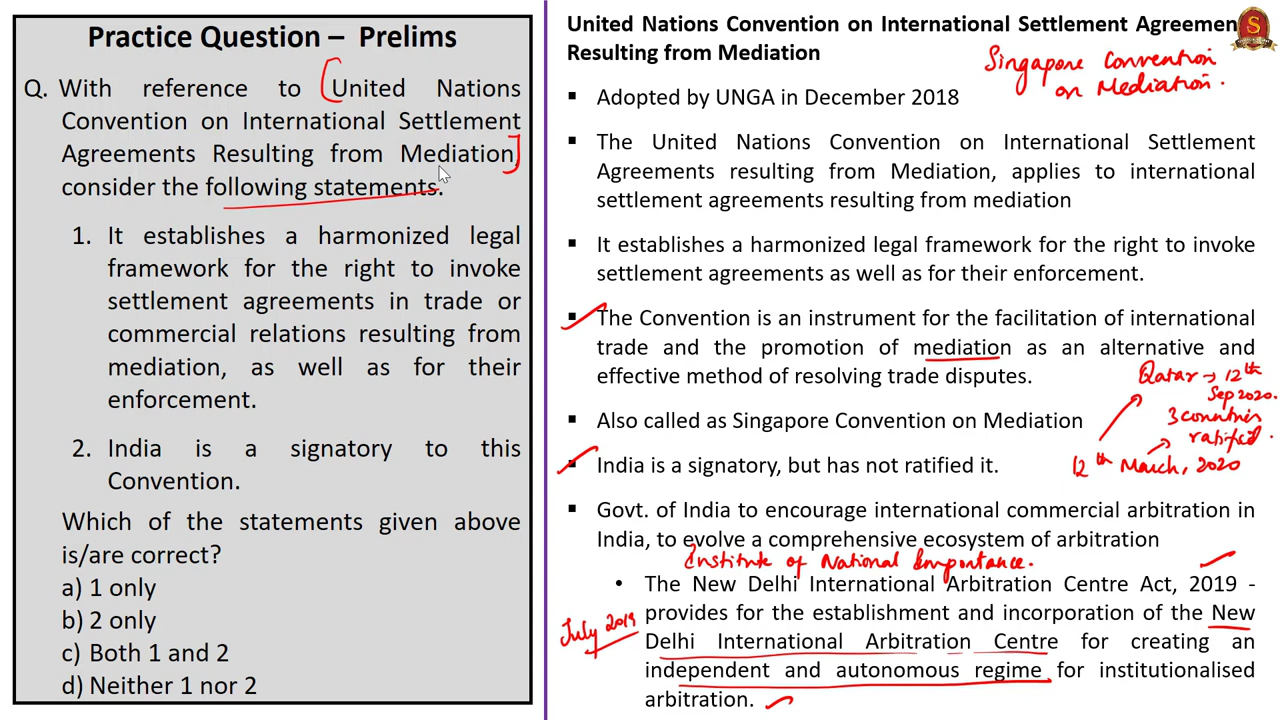 Practice Question – Prelims
Q. With reference to United Nations
Convention on International Settlement
Agreements Resulting from Mediation,
consider the following statements.
1. It establishes a harmonized legal
framework for the right to invoke
settlement agreements in trade or
commercial relations resulting from
mediation, as well as for their
enforcement.
2. India is a signatory to this
Convention.
Which of the statements given above
is/are correct?
a) 1 only
b) 2 only
c) Both 1 and 2
d) Neither 1 nor 2
United Nations Convention on International Settlement Agreemen
Resulting from Mediation
Singapore Convention
on Mediation.
▪ Adopted by UNGA in December 2018
▪ The United Nations Convention on International Settlement
Agreements resulting from Mediation, applies to international
settlement agreements resulting from mediation
▪ It establishes a harmonized legal framework for the right to invoke
settlement agreements as well as for their enforcement.
▪ The Convention is an instrument for the facilitation of international
trade and the promotion of mediation as an alternative and
effective method of resolving trade disputes.
Qatar → 12th
Sep 2020.
3 countries
ratified.
12th March, 2020
▪ Also called as Singapore Convention on Mediation
▪ India is a signatory, but has not ratified it.
▪ Govt. of India to encourage international commercial arbitration in
India, to evolve a comprehensive ecosystem of arbitration
Institute of National Importance.
• The New Delhi International Arbitration Centre Act, 2019 -
provides for the establishment and incorporation of the New
Delhi International Arbitration Centre for creating an
independent and autonomous regime for institutionalised
arbitration.
July 2019
S